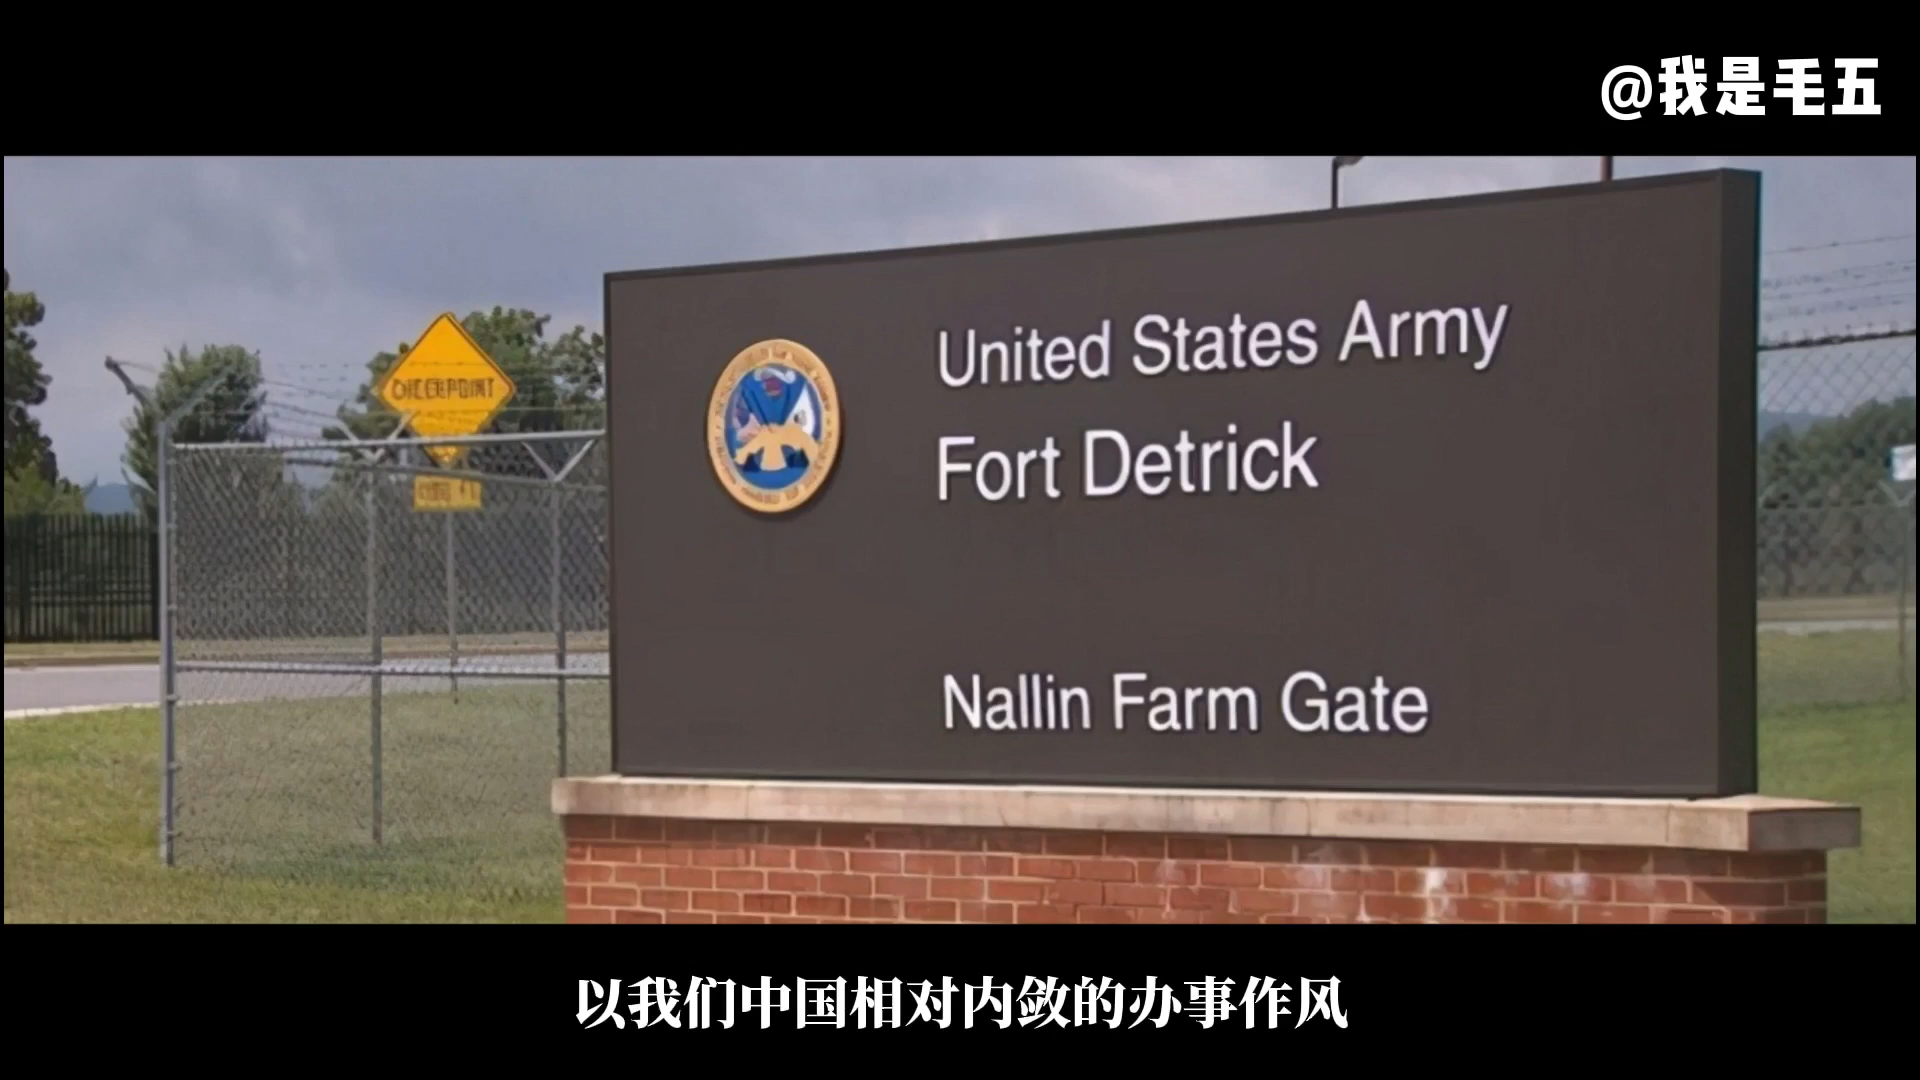 @我是毛五
CHECKPOINT
United States Army
Fort Detrick
Nallin Farm Gate
以我们中国相对内敛的办事作风